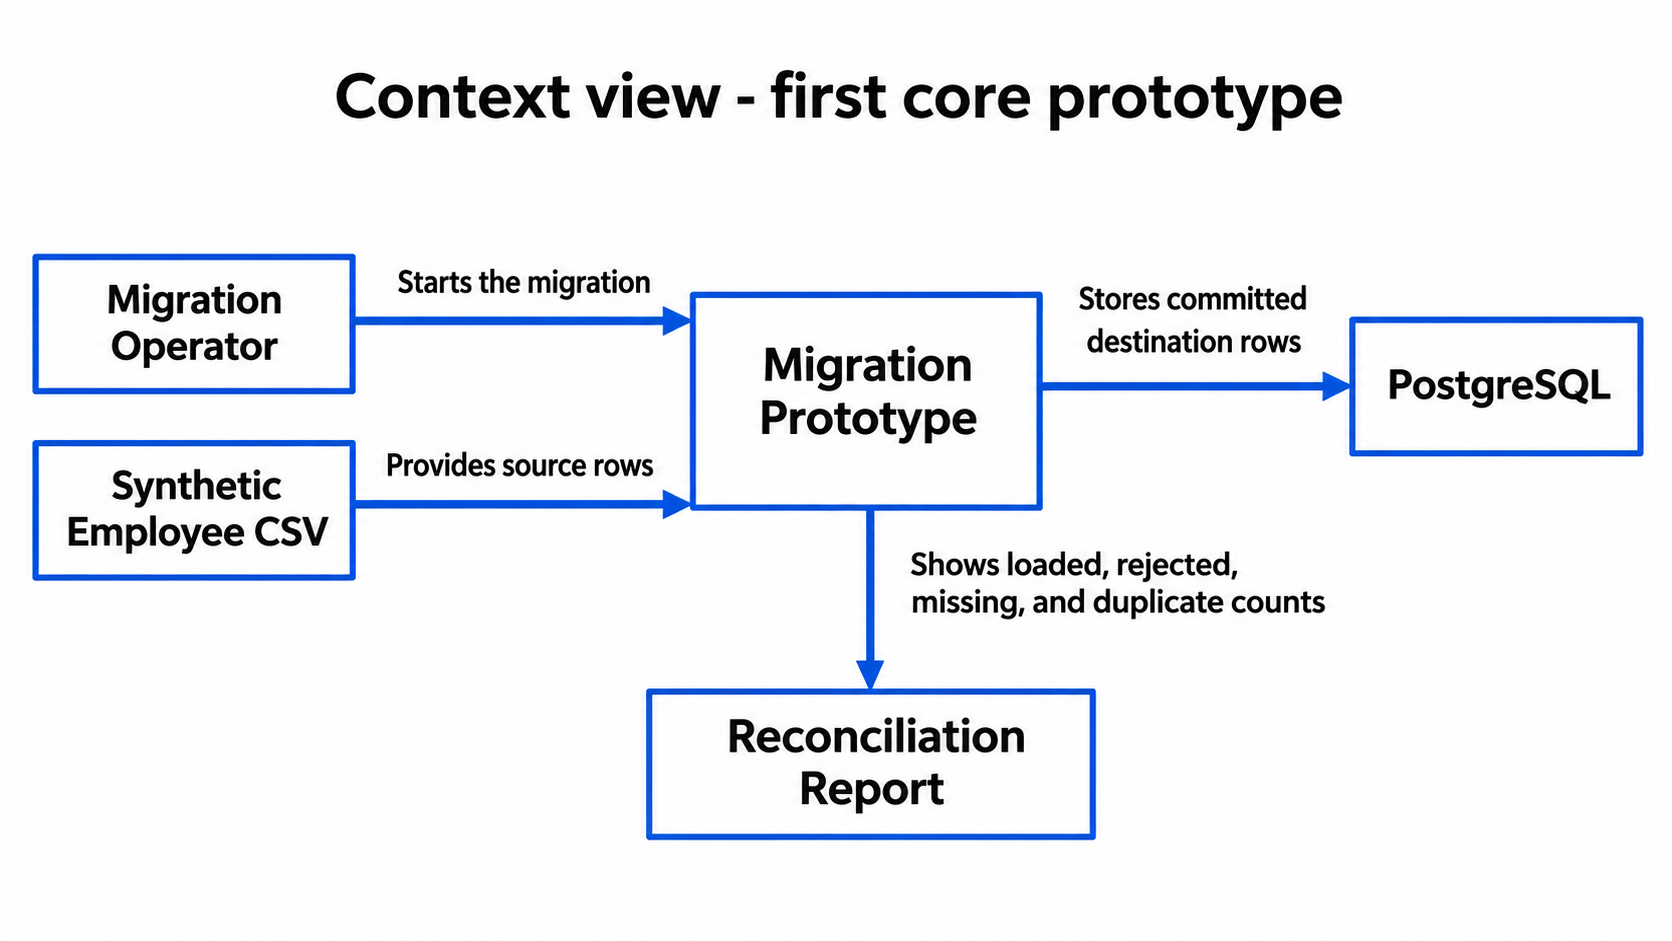 Context view - first core prototype
Migration
Operator
Starts the migration
Synthetic
Employee CSV
Provides source rows
Migration
Prototype
Stores committed
destination rows
PostgreSQL
Shows loaded, rejected,
missing, and duplicate counts
Reconciliation
Report